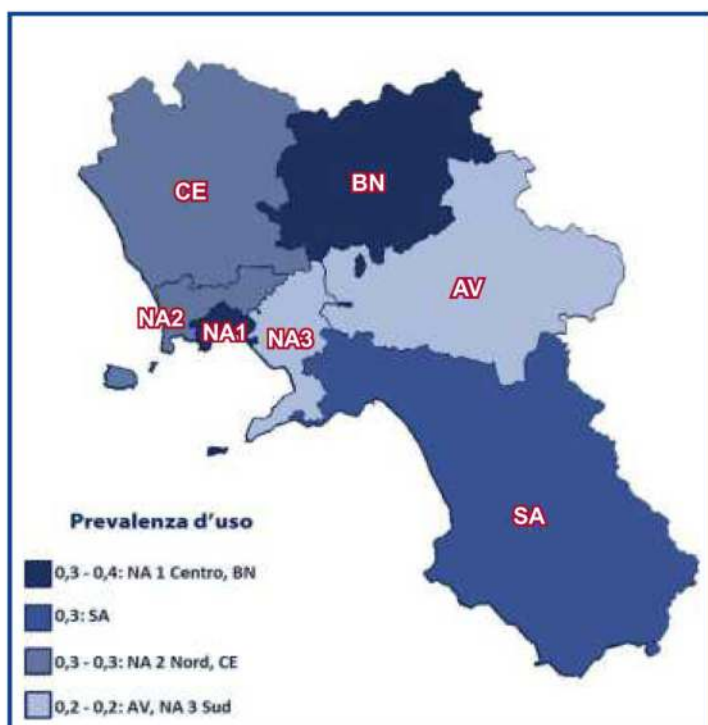 CE
BN
AV
NA2
NA1
NA3
SA
Prevalenza d'uso
0,3 - 0,4: NA 1 Centro, BN
0,3: SA
0,3 - 0,3: NA 2 Nord, CE
0,2 - 0,2: AV, NA 3 Sud